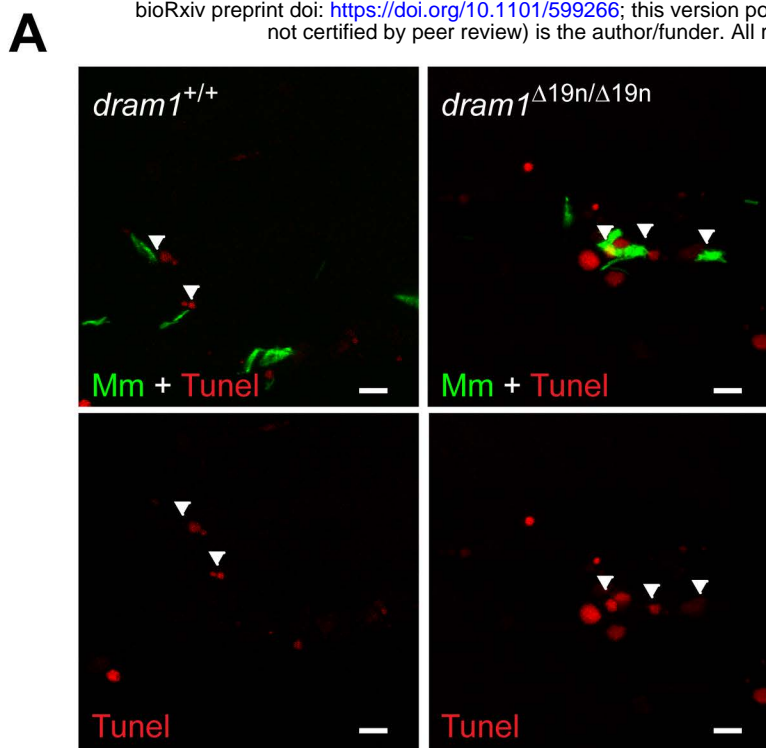 bioRxiv preprint doi: https://doi.org/10.1101/599266; this version po
not certified by peer review) is the author/funder. All r
A
dram1+/+
dram1Δ19n/Δ19n
Mm + Tunel
Mm + Tunel
Tunel
Tunel